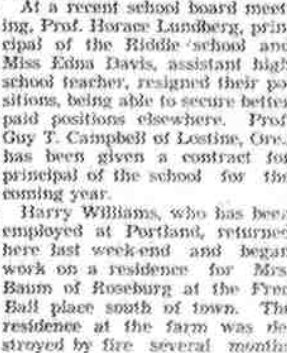 At a recent school board meet
ing, Prof. Horace Lundberg, prin
cipal of the Riddle school and
Miss Edna Davis, assistant high
school teacher, resigned their po
sitions, being able to secure better
paid positions elsewhere. Prof
Guy T. Campbell of Lostine, Ore.
has been given a contract for
principal of the school for the
coming year.
Harry Williams, who has been
employed at Portland, returned
here last week-end and began
work on a residence for Mrs
Baum of Roseburg at the Fred
Ball place south of town. The
residence at the farm was de
stroyed by fire several months